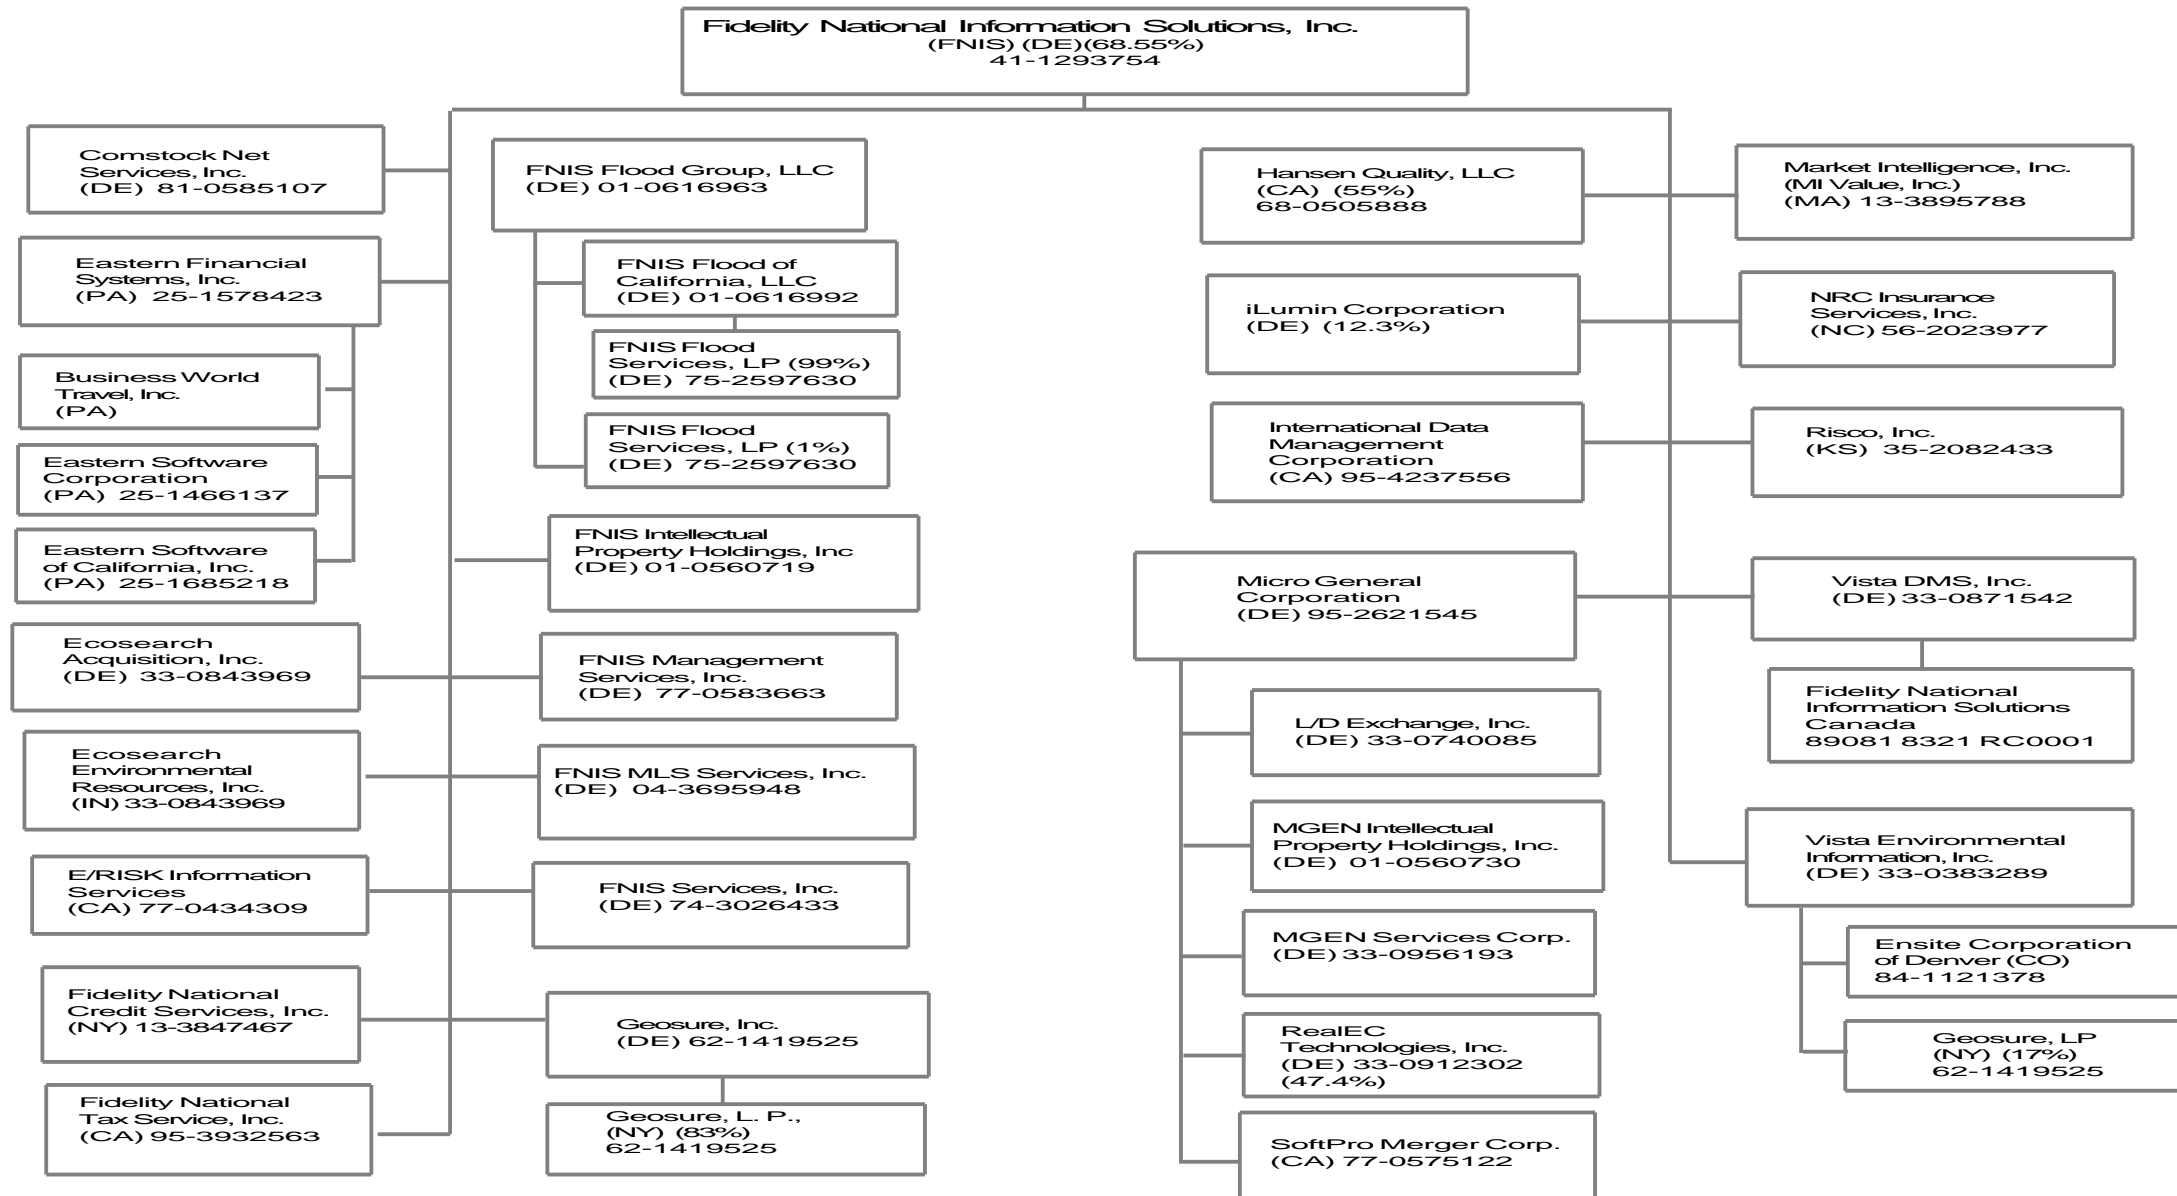 Fidelity National Information Solutions, Inc.
(FNIS) (DE)(68.55%)
41-1293754
Comstock Net
Services, Inc.
(DE) 81-0585107
Eastern Financial
Systems, Inc.
(PA) 25-1578423
Business World
Travel, Inc.
(PA)
Eastern Software
Corporation
(PA) 25-1466137
Eastern Software
of California, Inc.
(PA) 25-1685218
Ecosearch
Acquisition, Inc.
(DE) 33-0843969
Ecosearch
Environmental
Resources, Inc.
(IN) 33-0843969
E/RISK Information
Services
(CA) 77-0434309
Fidelity National
Credit Services, Inc.
(NY) 13-3847467
Fidelity National
Tax Service, Inc.
(CA) 95-3932563
FNIS Flood Group, LLC
(DE) 01-0616963
FNIS Flood of
California, LLC
(DE) 01-0616992
FNIS Flood
Services, LP (99%)
(DE) 75-2597630
FNIS Flood
Services, LP (1%)
(DE) 75-2597630
FNIS Intellectual
Property Holdings, Inc
(DE) 01-0560719
FNIS Management
Services, Inc.
(DE) 77-0583663
FNIS MLS Services, Inc.
(DE) 04-3695948
FNIS Services, Inc.
(DE) 74-3026433
Geosure, Inc.
(DE) 62-1419525
Geosure, L. P.,
(NY) (83%)
62-1419525
Hansen Quality, LLC
(CA) (55%)
68-0505888
iLumin Corporation
(DE) (12.3%)
International Data
Management
Corporation
(CA) 95-4237556
Micro General
Corporation
(DE) 95-2621545
L/D Exchange, Inc.
(DE) 33-0740085
MGEN Intellectual
Property Holdings, Inc.
(DE) 01-0560730
MGEN Services Corp.
(DE) 33-0956193
RealEC
Technologies, Inc.
(DE) 33-0912302
(47.4%)
SoftPro Merger Corp.
(CA) 77-0575122
Market Intelligence, Inc.
(MI Value, Inc.)
(MA) 13-3895788
NRC Insurance
Services, Inc.
(NC) 56-2023977
Risco, Inc.
(KS) 35-2082433
Vista DMS, Inc.
(DE) 33-0871542
Fidelity National
Information Solutions
Canada
89081 8321 RC0001
Vista Environmental
Information, Inc.
(DE) 33-0383289
Ensite Corporation
of Denver (CO)
84-1121378
Geosure, LP
(NY) (17%)
62-1419525